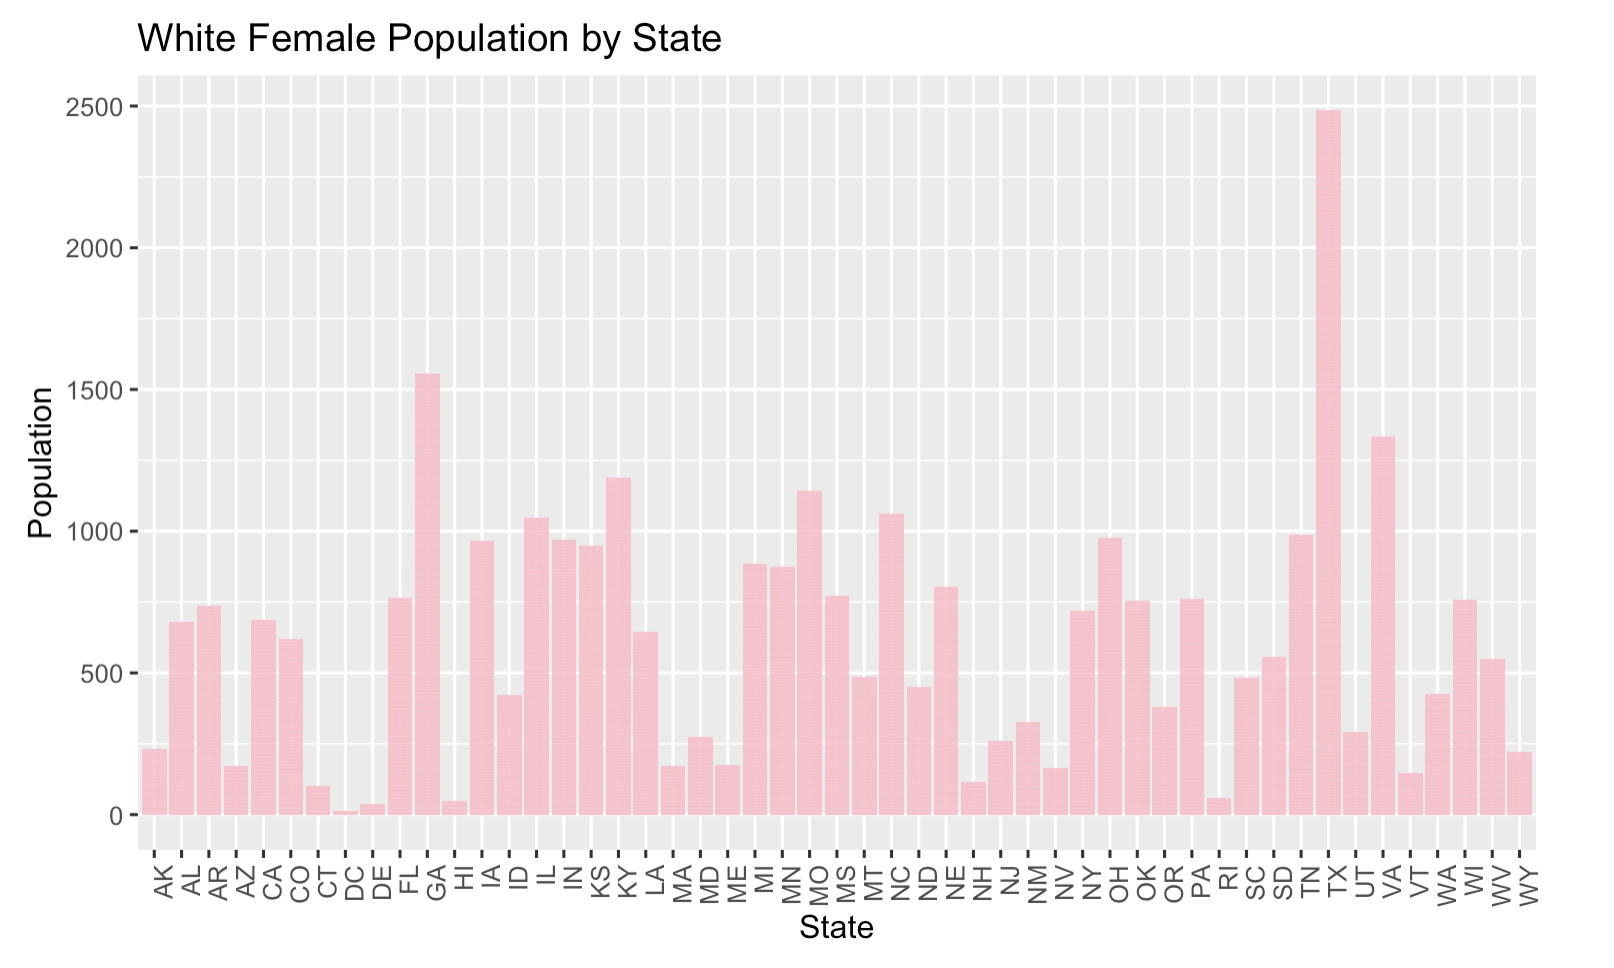 White Female Population by State
2500
2000
1500
1000
500
0
Population
AK AL AR AZ CA CO CT DC DE FL GA HI IA ID IL IN KS KY LA MA MD ME MI MN MO MS MT NC ND NE NH NJ NM NV NY OH OK OR PA RI SC SD TN TX UT VA VT WA WI WV WY
State